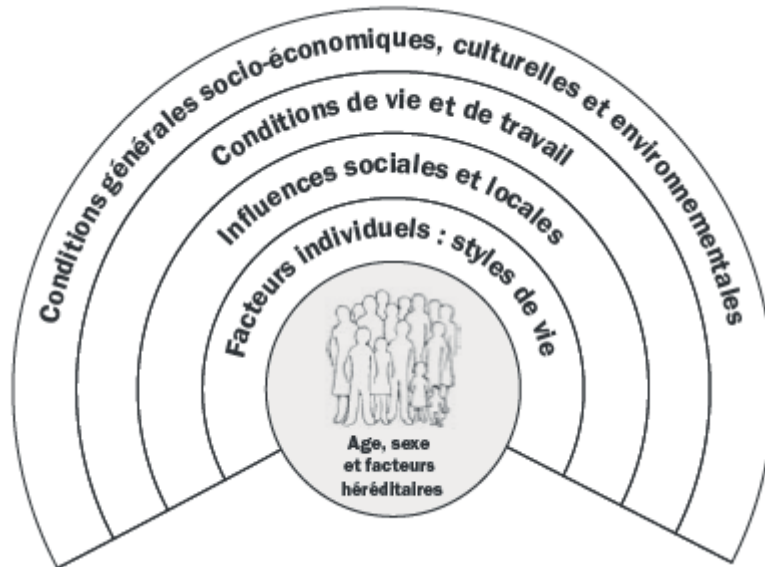 Conditions générales socio-économiques, culturelles et environnementales
Conditions de vie et de travail
Influences sociales et locales
Facteurs individuels : styles de vie
Age, sexe
et facteurs
héréditaires